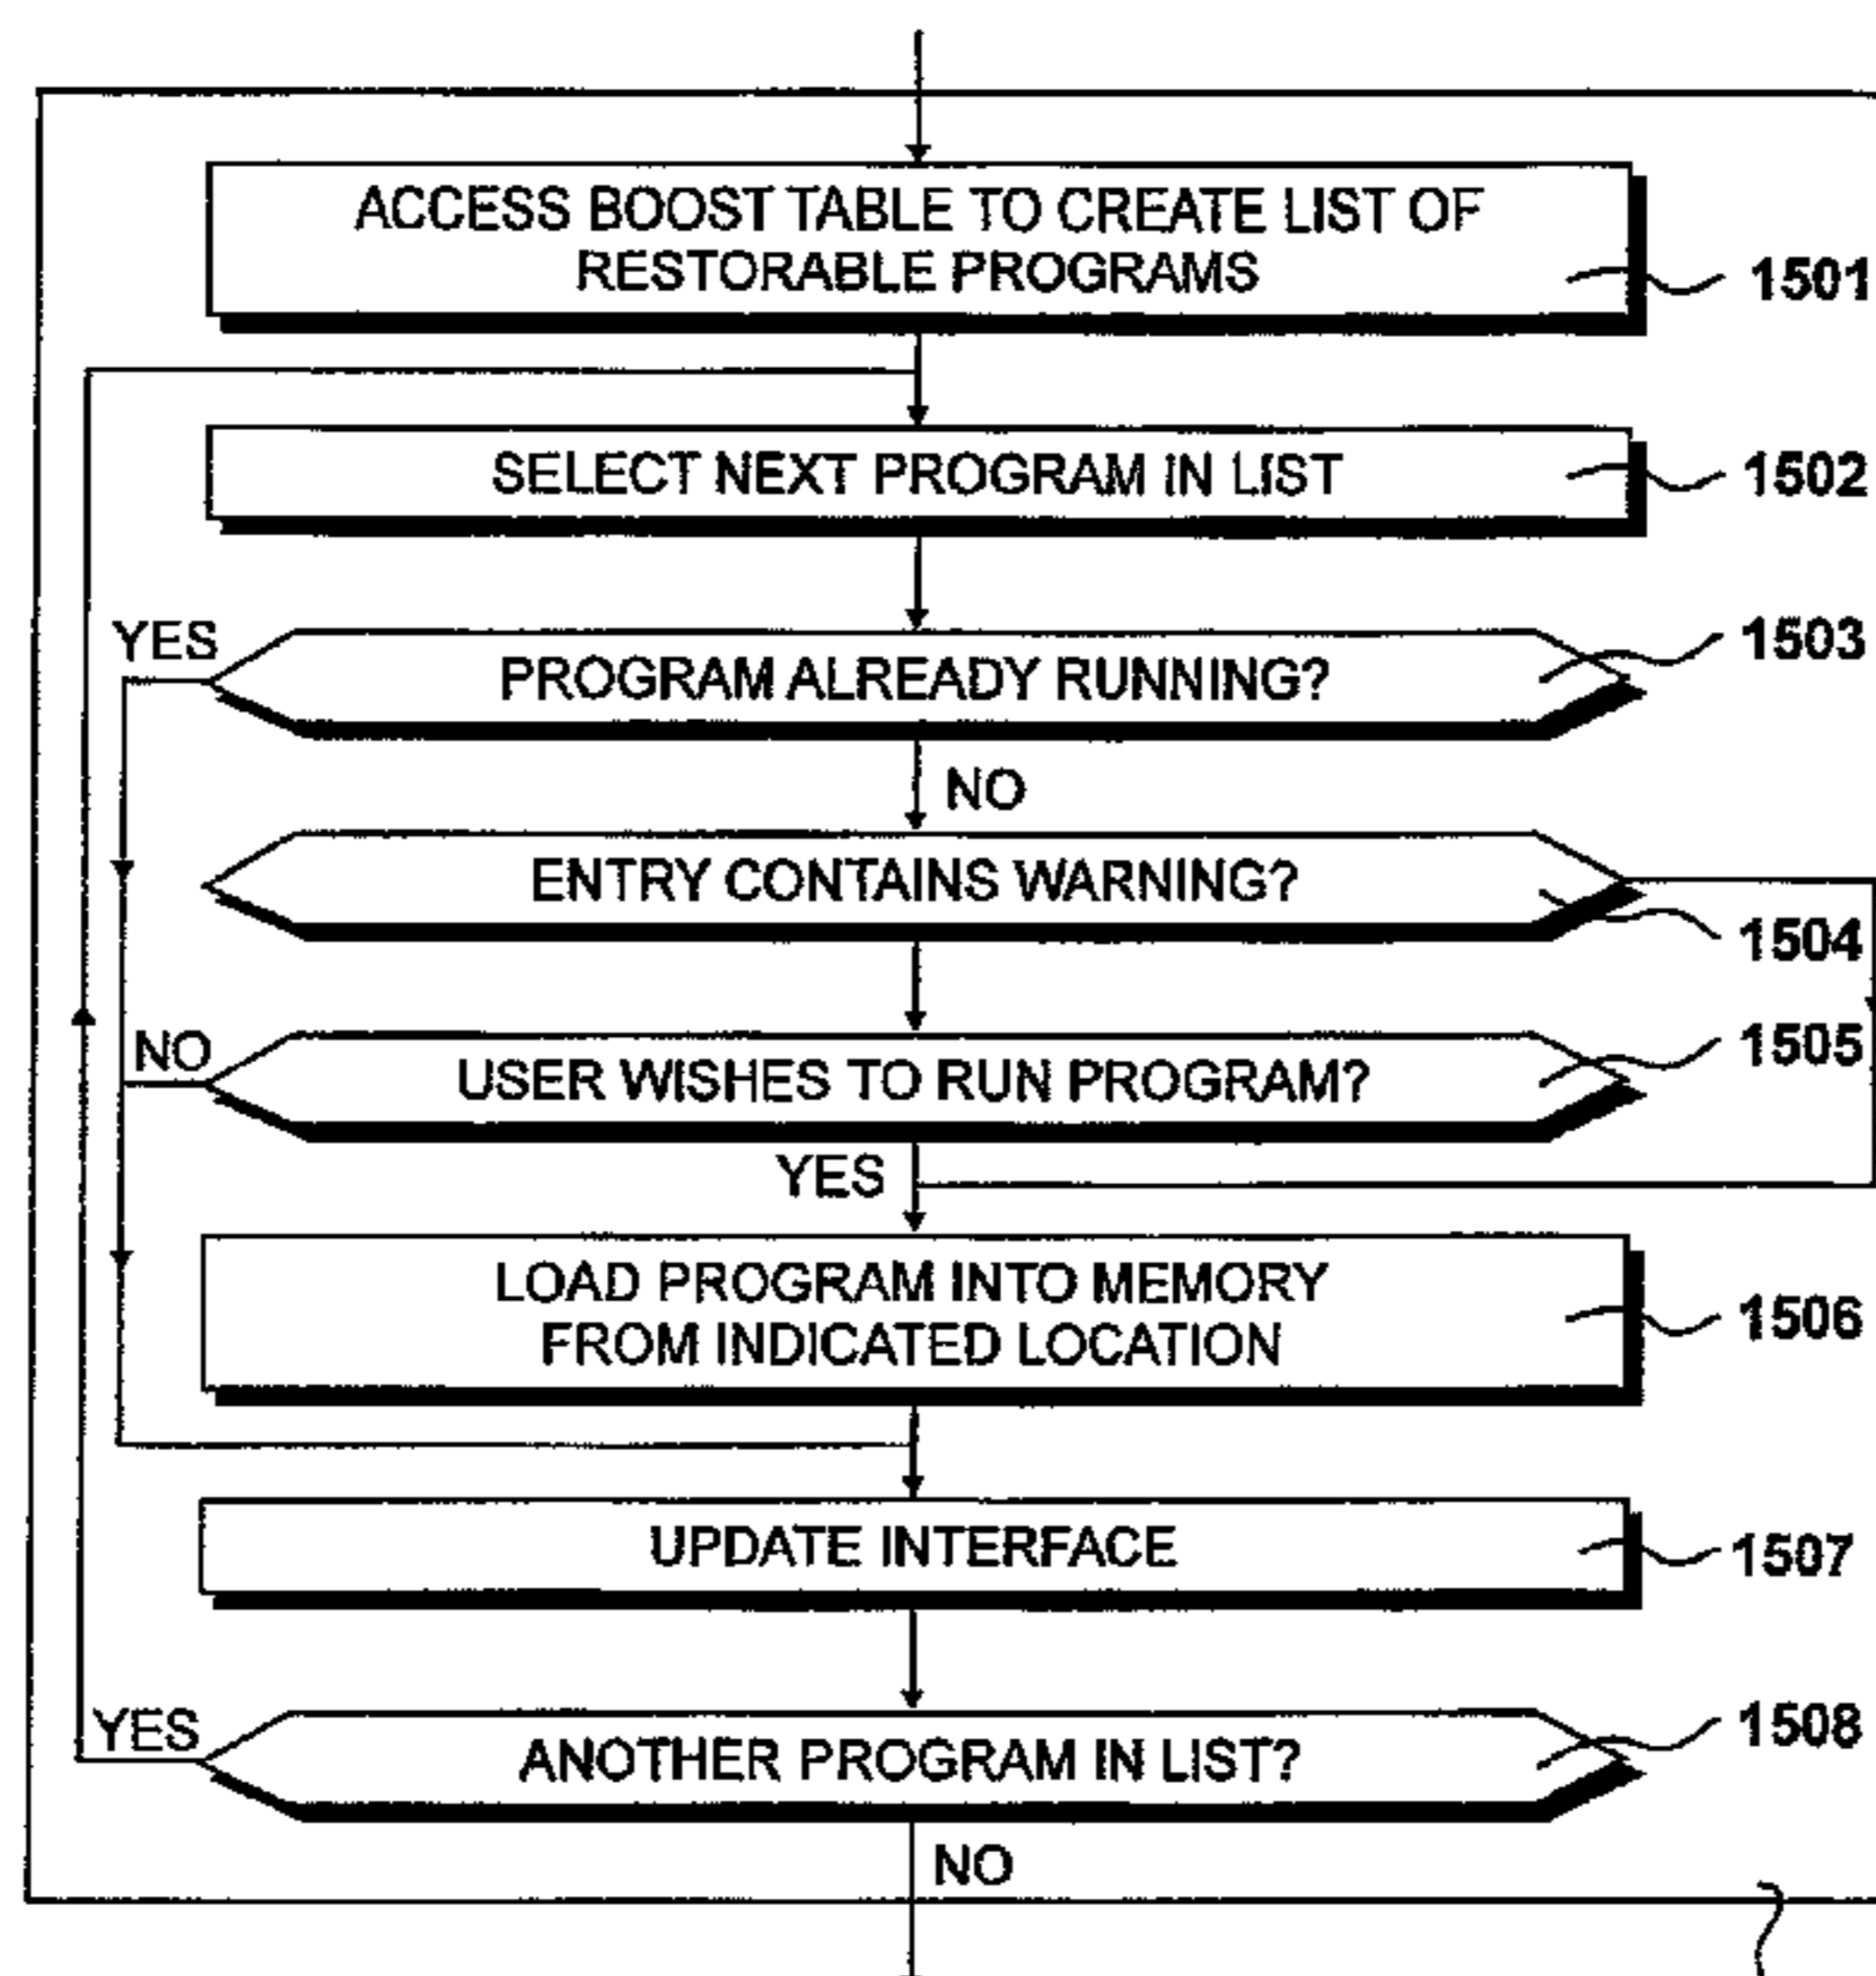 ACCESS BOOST TABLE TO CREATE LIST OF
RESTORABLE PROGRAMS
1501
SELECT NEXT PROGRAM IN LIST
1502
YES
PROGRAM ALREADY RUNNING?
1503
NO
ENTRY CONTAINS WARNING?
1504
NO
USER WISHES TO RUN PROGRAM?
1505
YES
LOAD PROGRAM INTO MEMORY
FROM INDICATED LOCATION
1506
UPDATE INTERFACE
1507
YES
ANOTHER PROGRAM IN LIST?
1508
NO